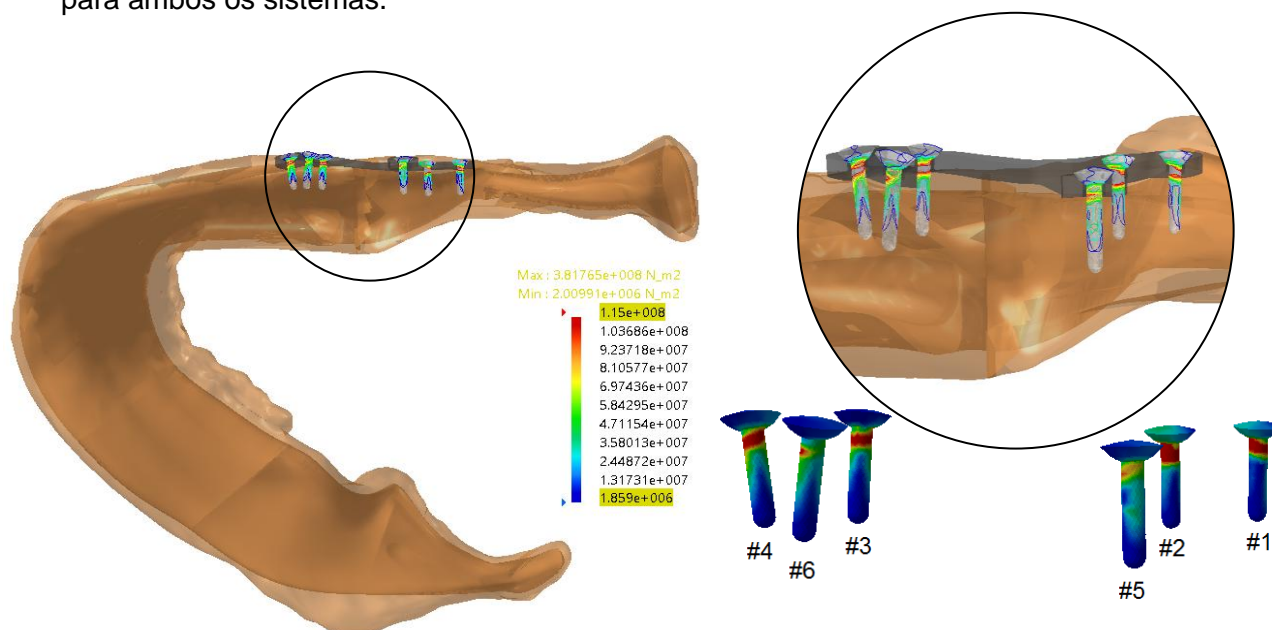 para ambos os sistemas.
Max : 3.81765e+008 N_m2
Min : 2.00991e+006 N_m2
1.15e+008
1.03686e+008
9.23718e+007
8.10577e+007
6.97436e+007
5.84295e+007
4.71154e+007
3.58013e+007
2.44872e+007
1.31731e+007
1.859e+006
#4
#6
#3
#5
#2
#1